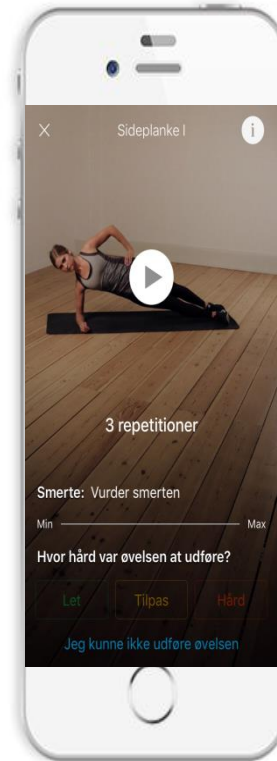 Sideplanke I
i
3 repetitioner
Smerte: Vurder smerten
Min Max
Hvor hård var øvelsen at udføre?
Let Tilpas Hård
Jeg kunne ikke udføre øvelsen